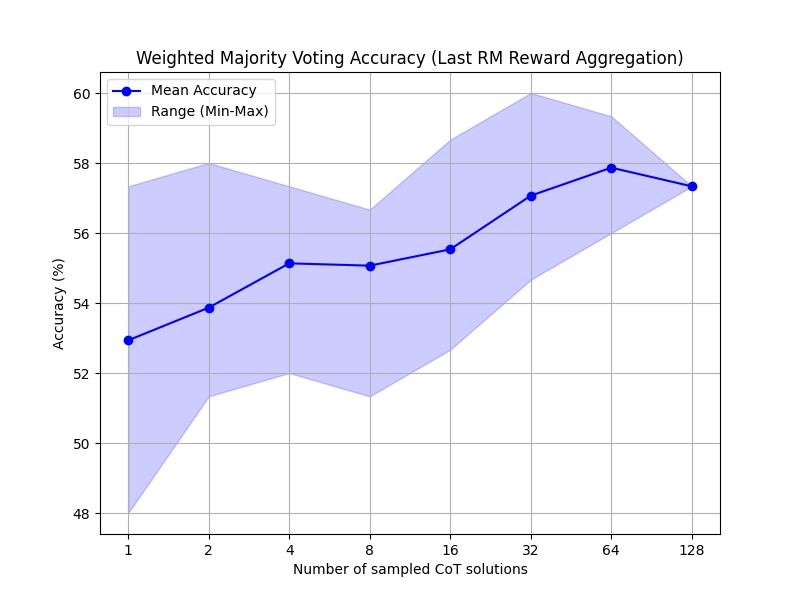 Weighted Majority Voting Accuracy (Last RM Reward Aggregation)
Mean Accuracy
Range (Min-Max)
Accuracy (%)
60
58
56
54
52
50
48
1 2 4 8 16 32 64 128
Number of sampled CoT solutions